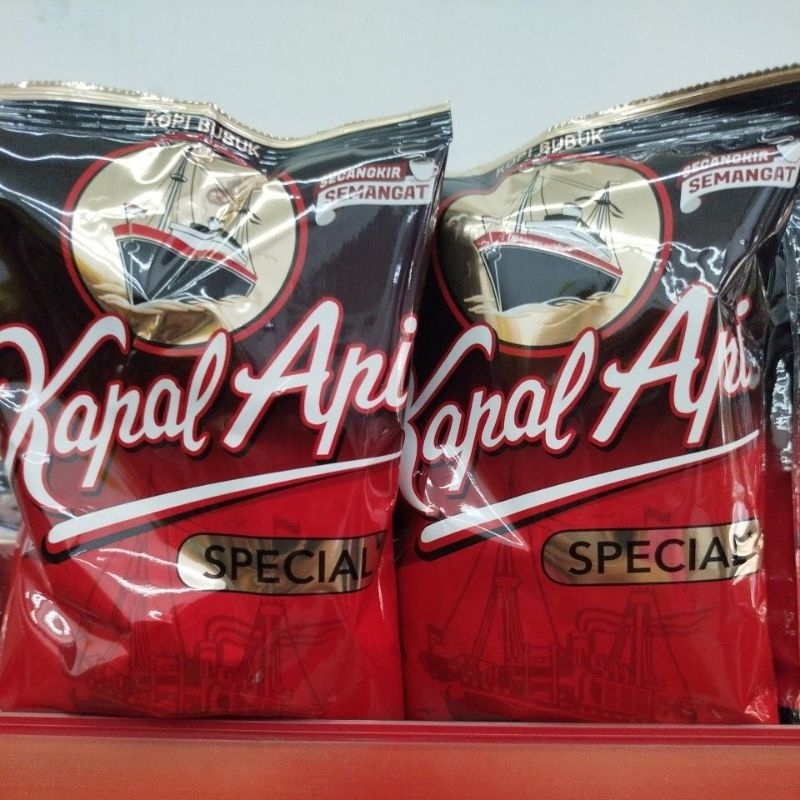 KOPI BUBUK
SECANGKIR
SEMANGAT
Kapal Api
SPECIAL
KOPI BUBUK
SECANGKIR
SEMANGAT
Kapal Api
SPECIAL